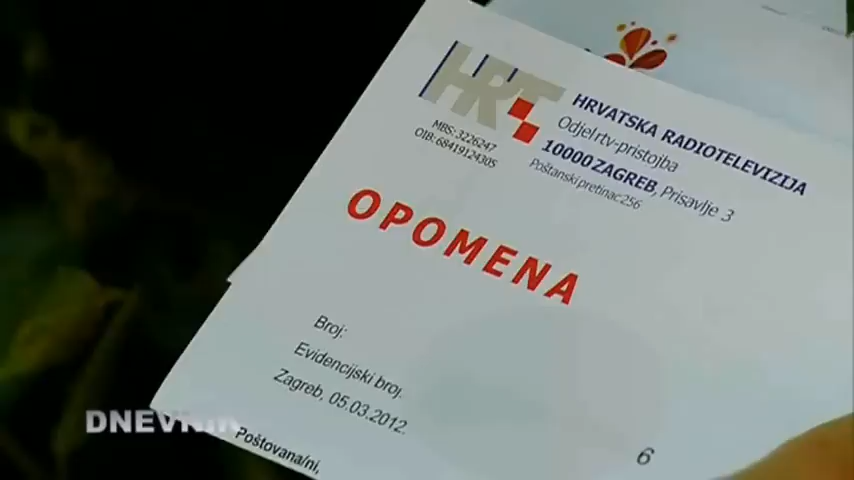 HRT
HRVATSKA RADIOTELEVIZIJA
Odjel rtv-pristojba
10000 ZAGREB, Prisavlje 3
Poštanski pretinac 256
MBS: 3226247
OIB: 68419124305
OPOMENA
Broj:
Evidencijski broj.
Zagreb, 05.03.2012.
6
Poštovana/ni,
DNEVNIK